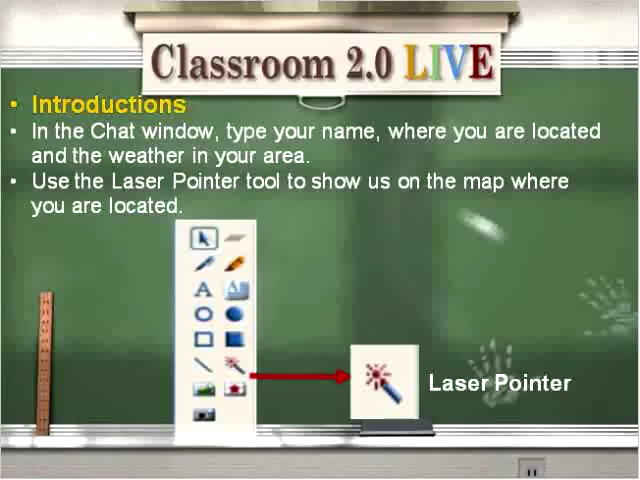 Classroom 2.0 LIVE
• Introductions
• In the Chat window, type your name, where you are located
and the weather in your area.
• Use the Laser Pointer tool to show us on the map where
you are located.
A
A
Laser Pointer